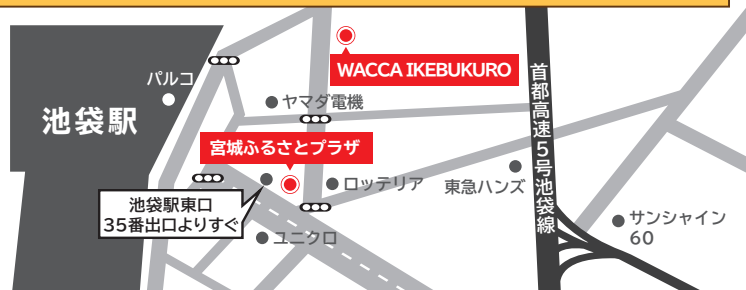 WACCA IKEBUKURO
パルコ
池袋駅
ヤマダ電機
首都高速5号池袋線
宮城ふるさとプラザ
ロッテリア
東急ハンズ
池袋駅東口
35番出口よりすぐ
ユニクロ
サンシャイン
60